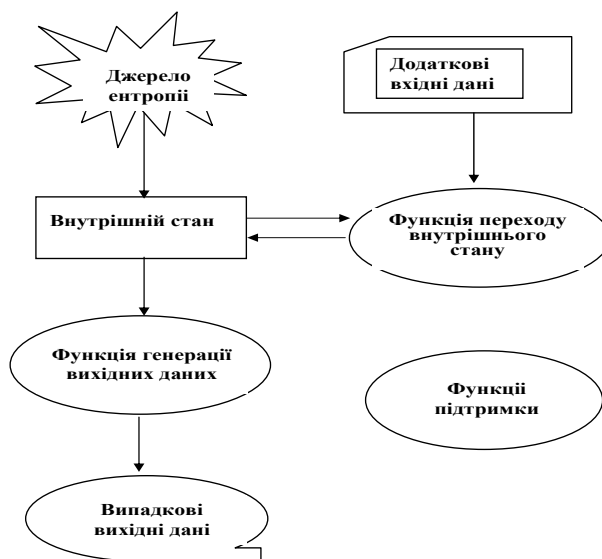 Джерело
ентропії
Додаткові
вхідні дані
Внутрішній стан
Функція переходу
внутрішнього
стану
Функція генерації
вихідних даних
Функції
підтримки
Випадкові
вихідні дані